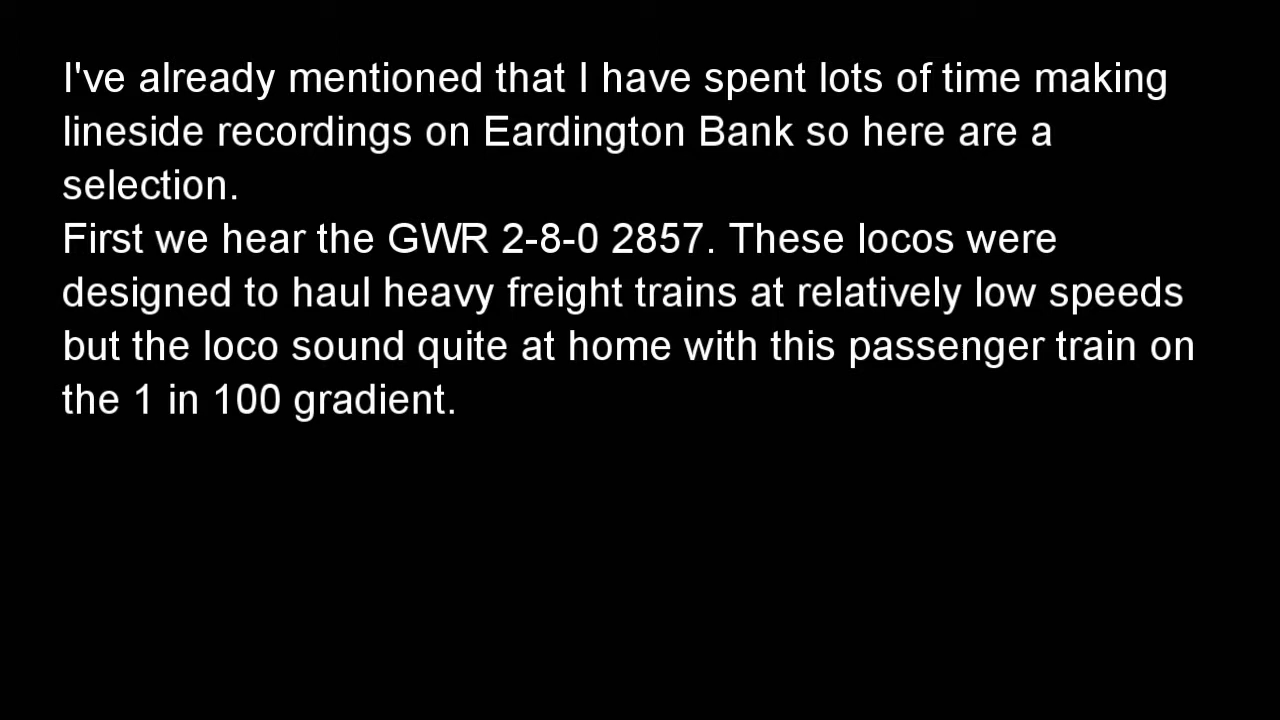 I've already mentioned that I have spent lots of time making
lineside recordings on Eardington Bank so here are a
selection.
First we hear the GWR 2-8-0 2857. These locos were
designed to haul heavy freight trains at relatively low speeds
but the loco sound quite at home with this passenger train on
the 1 in 100 gradient.